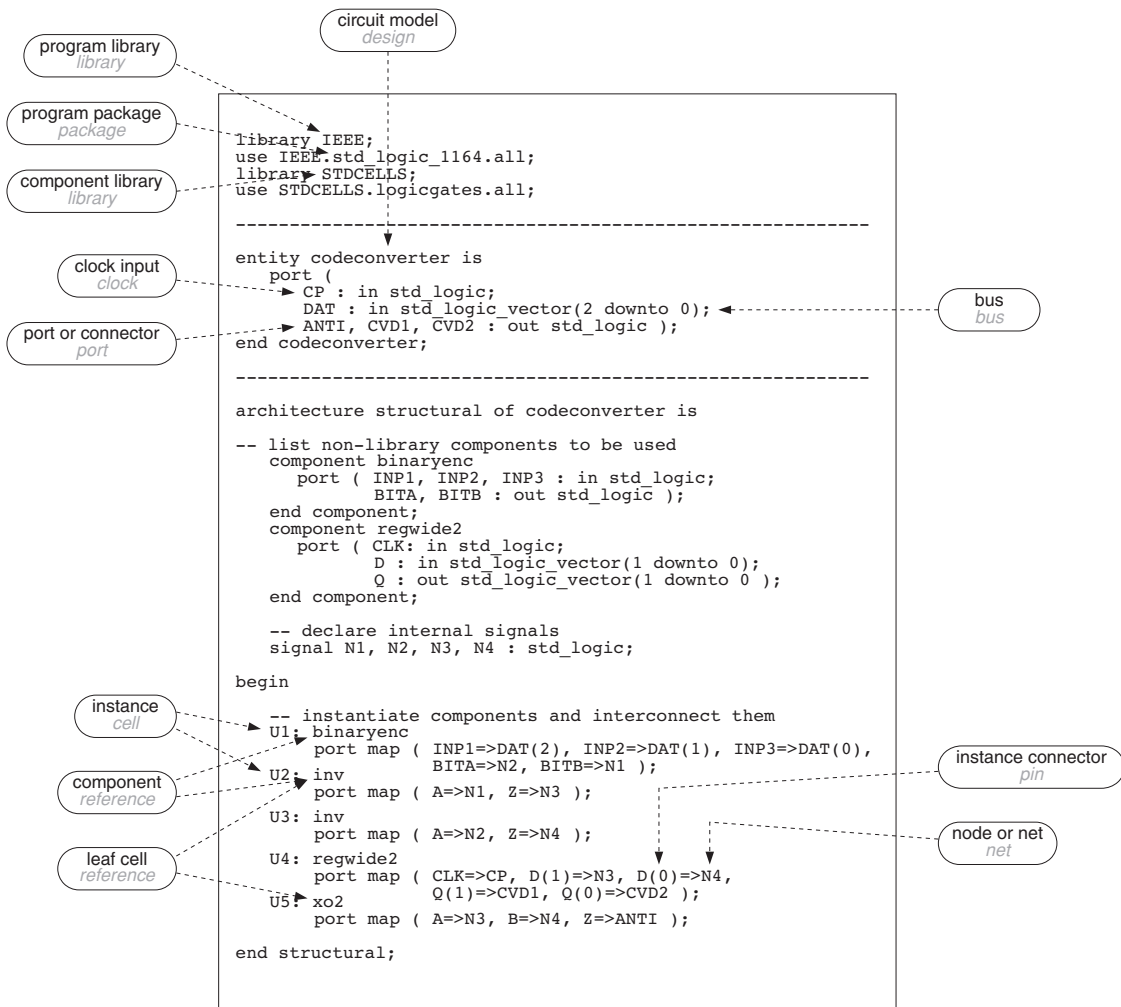 circuit model
design
program library
library
program package
package
component library
library
library IEEE;
use IEEE.std_logic_1164.all;
library STDCELLS;
use STDCELLS.logicgates.all;
-----------------------------------------------------------
clock input
clock
port or connector
port
bus
bus
entity codeconverter is
port (
CP : in std_logic;
DAT : in std_logic_vector(2 downto 0);
ANTI, CVD1, CVD2 : out std_logic );
end codeconverter;
-----------------------------------------------------------
architecture structural of codeconverter is
-- list non-library components to be used
component binaryenc
port ( INP1, INP2, INP3 : in std_logic;
BITA, BITB : out std_logic );
end component;
component regwide2
port ( CLK: in std_logic;
D : in std_logic_vector(1 downto 0);
Q : out std_logic_vector(1 downto 0 );
end component;
-- declare internal signals
signal N1, N2, N3, N4 : std_logic;
begin
instance
cell
component
reference
leaf cell
reference
instance connector
pin
node or net
net
-- instantiate components and interconnect them
U1: binaryenc
port map ( INP1=>DAT(2), INP2=>DAT(1), INP3=>DAT(0),
BITA=>N2, BITB=>N1 );
U2: inv
port map ( A=>N1, Z=>N3 );
U3: inv
port map ( A=>N2, Z=>N4 );
U4: regwide2
port map ( CLK=>CP, D(1)=>N3, D(0)=>N4,
Q(1)=>CVD1, Q(0)=>CVD2 );
U5: xo2
port map ( A=>N3, B=>N4, Z=>ANTI );
end structural;